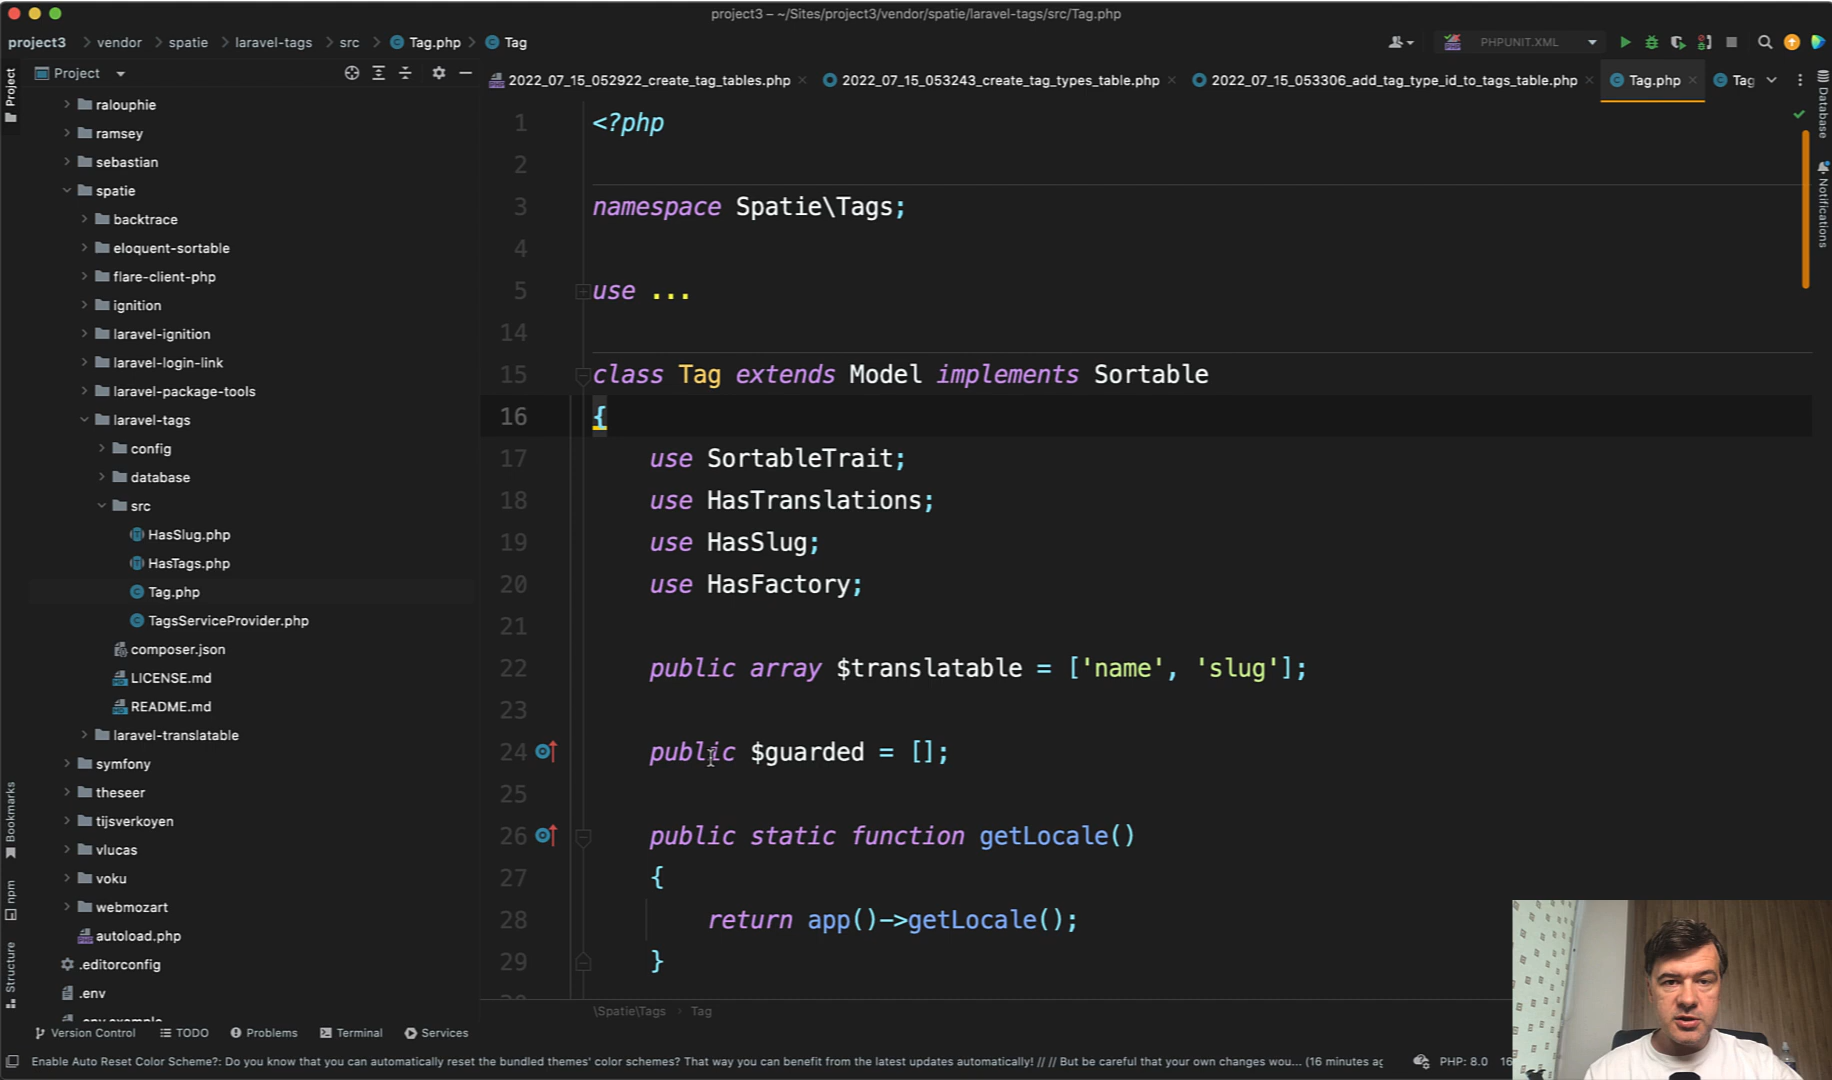 project3 – ~/Sites/project3/vendor/spatie/laravel-tags/src/Tag.php
project3 > vendor > spatie > laravel-tags > src > Tag.php > Tag
PHPUNIT.XML
Project
2022_07_15_052922_create_tag_tables.php
2022_07_15_053243_create_tag_types_table.php
2022_07_15_053306_add_tag_type_id_to_tags_table.php
Tag.php
Tag
Project
Bookmarks
npm
Structure
Database
Notifications
ralouphie
ramsey
sebastian
spatie
backtrace
eloquent-sortable
flare-client-php
ignition
laravel-ignition
laravel-login-link
laravel-package-tools
laravel-tags
config
database
src
HasSlug.php
HasTags.php
Tag.php
TagsServiceProvider.php
composer.json
LICENSE.md
README.md
laravel-translatable
symfony
theseer
tijsverkoyen
vlucas
voku
webmozart
autoload.php
.editorconfig
.env
1 <?php
2
3 namespace Spatie\Tags;
4
5 use ...
14
15 class Tag extends Model implements Sortable
16 {
17 use SortableTrait;
18 use HasTranslations;
19 use HasSlug;
20 use HasFactory;
21
22 public array $translatable = ['name', 'slug'];
23
24 public $guarded = [];
25
26 public static function getLocale()
27 {
28 return app()->getLocale();
29 }
\Spatie\Tags > Tag
Version Control
TODO
Problems
Terminal
Services
Enable Auto Reset Color Scheme?: Do you know that you can automatically reset the bundled themes' color schemes? That way you can benefit from the latest updates automatically! // // But be careful that your own changes wou... (16 minutes ag
PHP: 8.0